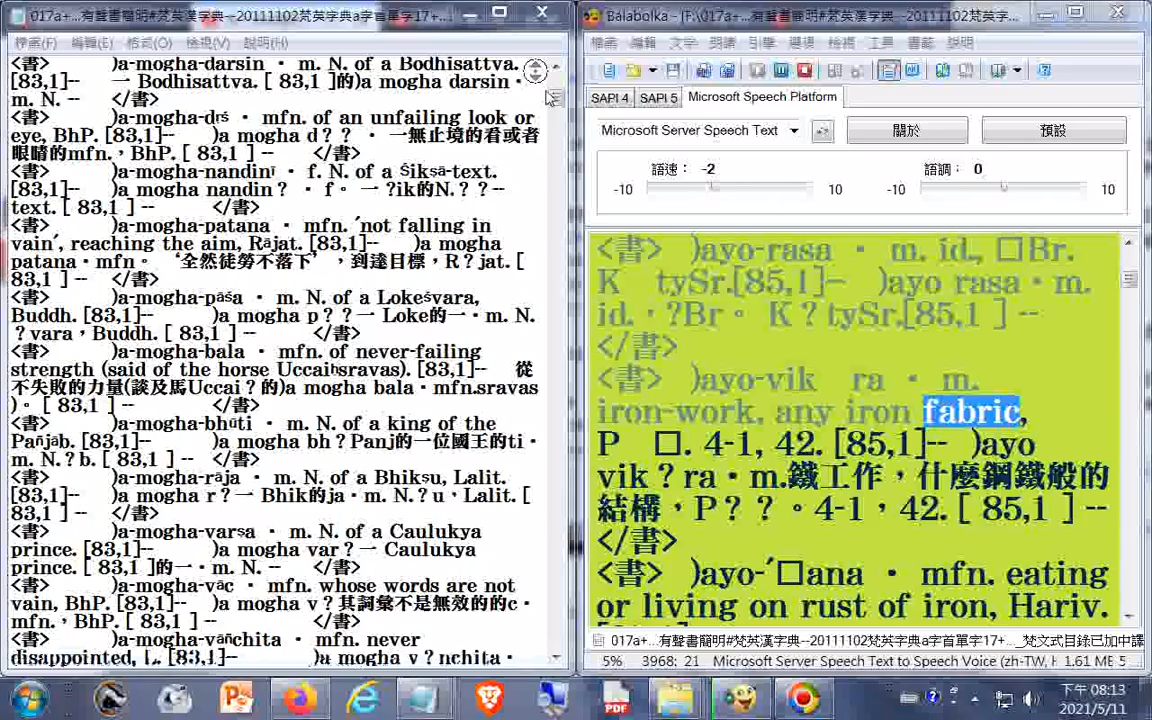 017a+...有聲書簡明#梵英漢字典--20111102梵英字典a字首單字17+...
檔案(F) 編輯(E) 格式(O) 檢視(V) 說明(H)
<書> )a-mogha-darsin ‧ m. N. of a Bodhisattva.
[83,1]-- 一 Bodhisattva. [ 83,1 ]的)a mogha darsin‧
m. N. -- </書>
<書> )a-mogha-dṛś ‧ mfn. of an unfailing look or
eye, BhP. [83,1]-- )a mogha d? ? ‧ 一無止境的看或者
眼睛的mfn.，BhP. [ 83,1 ] -- </書>
<書> )a-mogha-nandinī ‧ f. N. of a Śikṣā-text.
[83,1]-- )a mogha nandin? ‧ f。 一 ?ik的N.? ?--
text. [ 83,1 ] </書>
<書> )a-mogha-patana ‧ mfn. 'not falling in
vain', reaching the aim, Rājat. [83,1]-- )a mogha
patana‧mfn。 ‘全然徒勞不落下’，到達目標，R?jat. [
83,1 ] -- </書>
<書> )a-mogha-pāśa ‧ m. N. of a Lokeśvara,
Buddh. [83,1]-- )a mogha p? ?一 Loke的一‧m. N.
?vara，Buddh. [ 83,1 ] -- </書>
<書> )a-mogha-bala ‧ mfn. of never-failing
strength (said of the horse Uccaiḥsravas). [83,1]-- 從
不失敗的力量(談及馬Uccai?的)a mogha bala‧mfn.sravas
)。 [ 83,1 ] -- </書>
<書> )a-mogha-bhūti ‧ m. N. of a king of the
Pañjāb. [83,1]-- )a mogha bh?Panj的一位國王的ti‧
m. N.?b. [ 83,1 ] -- </書>
<書> )a-mogha-rāja ‧ m. N. of a Bhikṣu, Lalit.
[83,1]-- )a mogha r?一 Bhik的ja‧m. N.?u，Lalit. [
83,1 ] </書>
<書> )a-mogha-varṣa ‧ m. N. of a Caulukya
prince. [83,1]-- )a mogha var?一 Caulukya
prince. [ 83,1 ]的一‧m. N. -- </書>
<書> )a-mogha-vāc ‧ mfn. whose words are not
vain, BhP. [83,1]-- )a mogha v?其詞彙不是無效的的c‧
mfn.，BhP. [ 83,1 ] -- </書>
<書> )a-mogha-vāñchita ‧ mfn. never
disappointed, L. [83,1]-- )a mogha v?nchita‧
Balabolka - [F:\017a+...有聲書簡明#梵英漢字典--20111102梵英字...
檔案 編輯 文字 朗讀 引擎 選項 檢視 工具 書籤 說明
SAPI 4 SAPI 5 Microsoft Speech Platform
Microsoft Server Speech Text 關於 預設
語速： -2 語調： 0
-10 10 -10 10
<書> )ayo-rasa ‧ m. id., □Br.
K tySr.[85,1]-- )ayo rasa‧m.
id.，?Br。 K?tySr.[85,1 ] --
</書>
<書> )ayo-vik ra ‧ m.
iron-work, any iron fabric,
P □. 4-1, 42. [85,1]-- )ayo
vik?ra‧m.鐵工作，什麼鋼鐵般的
結構，P? ?。4-1，42. [ 85,1 ] --
</書>
<書> )ayo-'□ana ‧ mfn. eating
or living on rust of iron, Hariv.
017a+...有聲書簡明#梵英漢字典--20111102梵英字典a字首單字17+..._梵文式目錄已加中譯
5% 3968: 21 Microsoft Server Speech Text to Speech Voice (zh-TW, H 1.61 MB 5
下午 08:13
2021/5/11